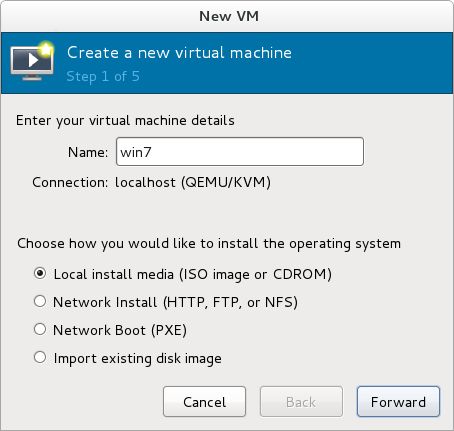 New VM
Create a new virtual machine
Step 1 of 5
Enter your virtual machine details
Name: win7
Connection: localhost (QEMU/KVM)
Choose how you would like to install the operating system
Local install media (ISO image or CDROM)
Network Install (HTTP, FTP, or NFS)
Network Boot (PXE)
Import existing disk image
Cancel Back Forward